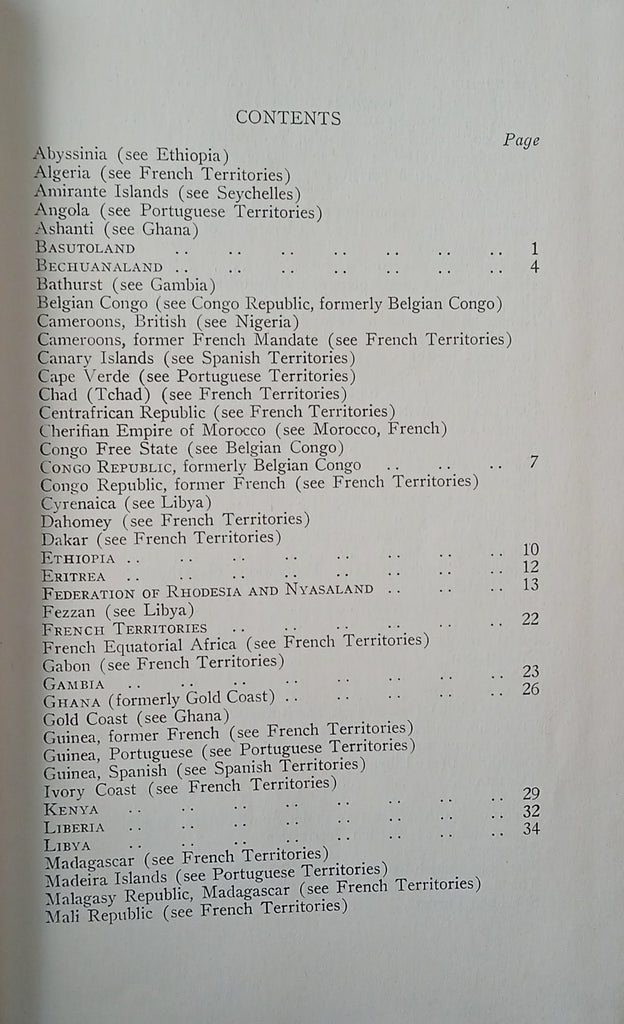 CONTENTS
Page
Abyssinia (see Ethiopia)
Algeria (see French Territories)
Amirante Islands (see Seychelles)
Angola (see Portuguese Territories)
Ashanti (see Ghana)
BASUTOLAND .. .. .. .. .. .. .. 1
BECHUANALAND .. .. .. .. .. .. .. 4
Bathurst (see Gambia)
Belgian Congo (see Congo Republic, formerly Belgian Congo)
Cameroons, British (see Nigeria)
Cameroons, former French Mandate (see French Territories)
Canary Islands (see Spanish Territories)
Cape Verde (see Portuguese Territories)
Chad (Tchad) (see French Territories)
Centrafrican Republic (see French Territories)
Cherifian Empire of Morocco (see Morocco, French)
Congo Free State (see Belgian Congo)
CONGO REPUBLIC, formerly Belgian Congo .. .. .. 7
Congo Republic, former French (see French Territories)
Cyrenaica (see Libya)
Dahomey (see French Territories)
Dakar (see French Territories)
ETHIOPIA .. .. .. .. .. .. .. .. 10
ERITREA .. .. .. .. .. .. .. .. 12
FEDERATION OF RHODESIA AND NYASALAND .. .. .. 13
Fezzan (see Libya)
FRENCH TERRITORIES .. .. .. .. .. .. 22
French Equatorial Africa (see French Territories)
Gabon (see French Territories)
GAMBIA .. .. .. .. .. .. .. .. 23
GHANA (formerly Gold Coast) .. .. .. .. .. 26
Gold Coast (see Ghana)
Guinea, former French (see French Territories)
Guinea, Portuguese (see Portuguese Territories)
Guinea, Spanish (see Spanish Territories)
Ivory Coast (see French Territories)
KENYA .. .. .. .. .. .. .. .. 29
LIBERIA .. .. .. .. .. .. .. .. 32
LIBYA .. .. .. .. .. .. .. .. 34
Madagascar (see French Territories)
Madeira Islands (see Portuguese Territories)
Malagasy Republic, Madagascar (see French Territories)
Mali Republic (see French Territories)